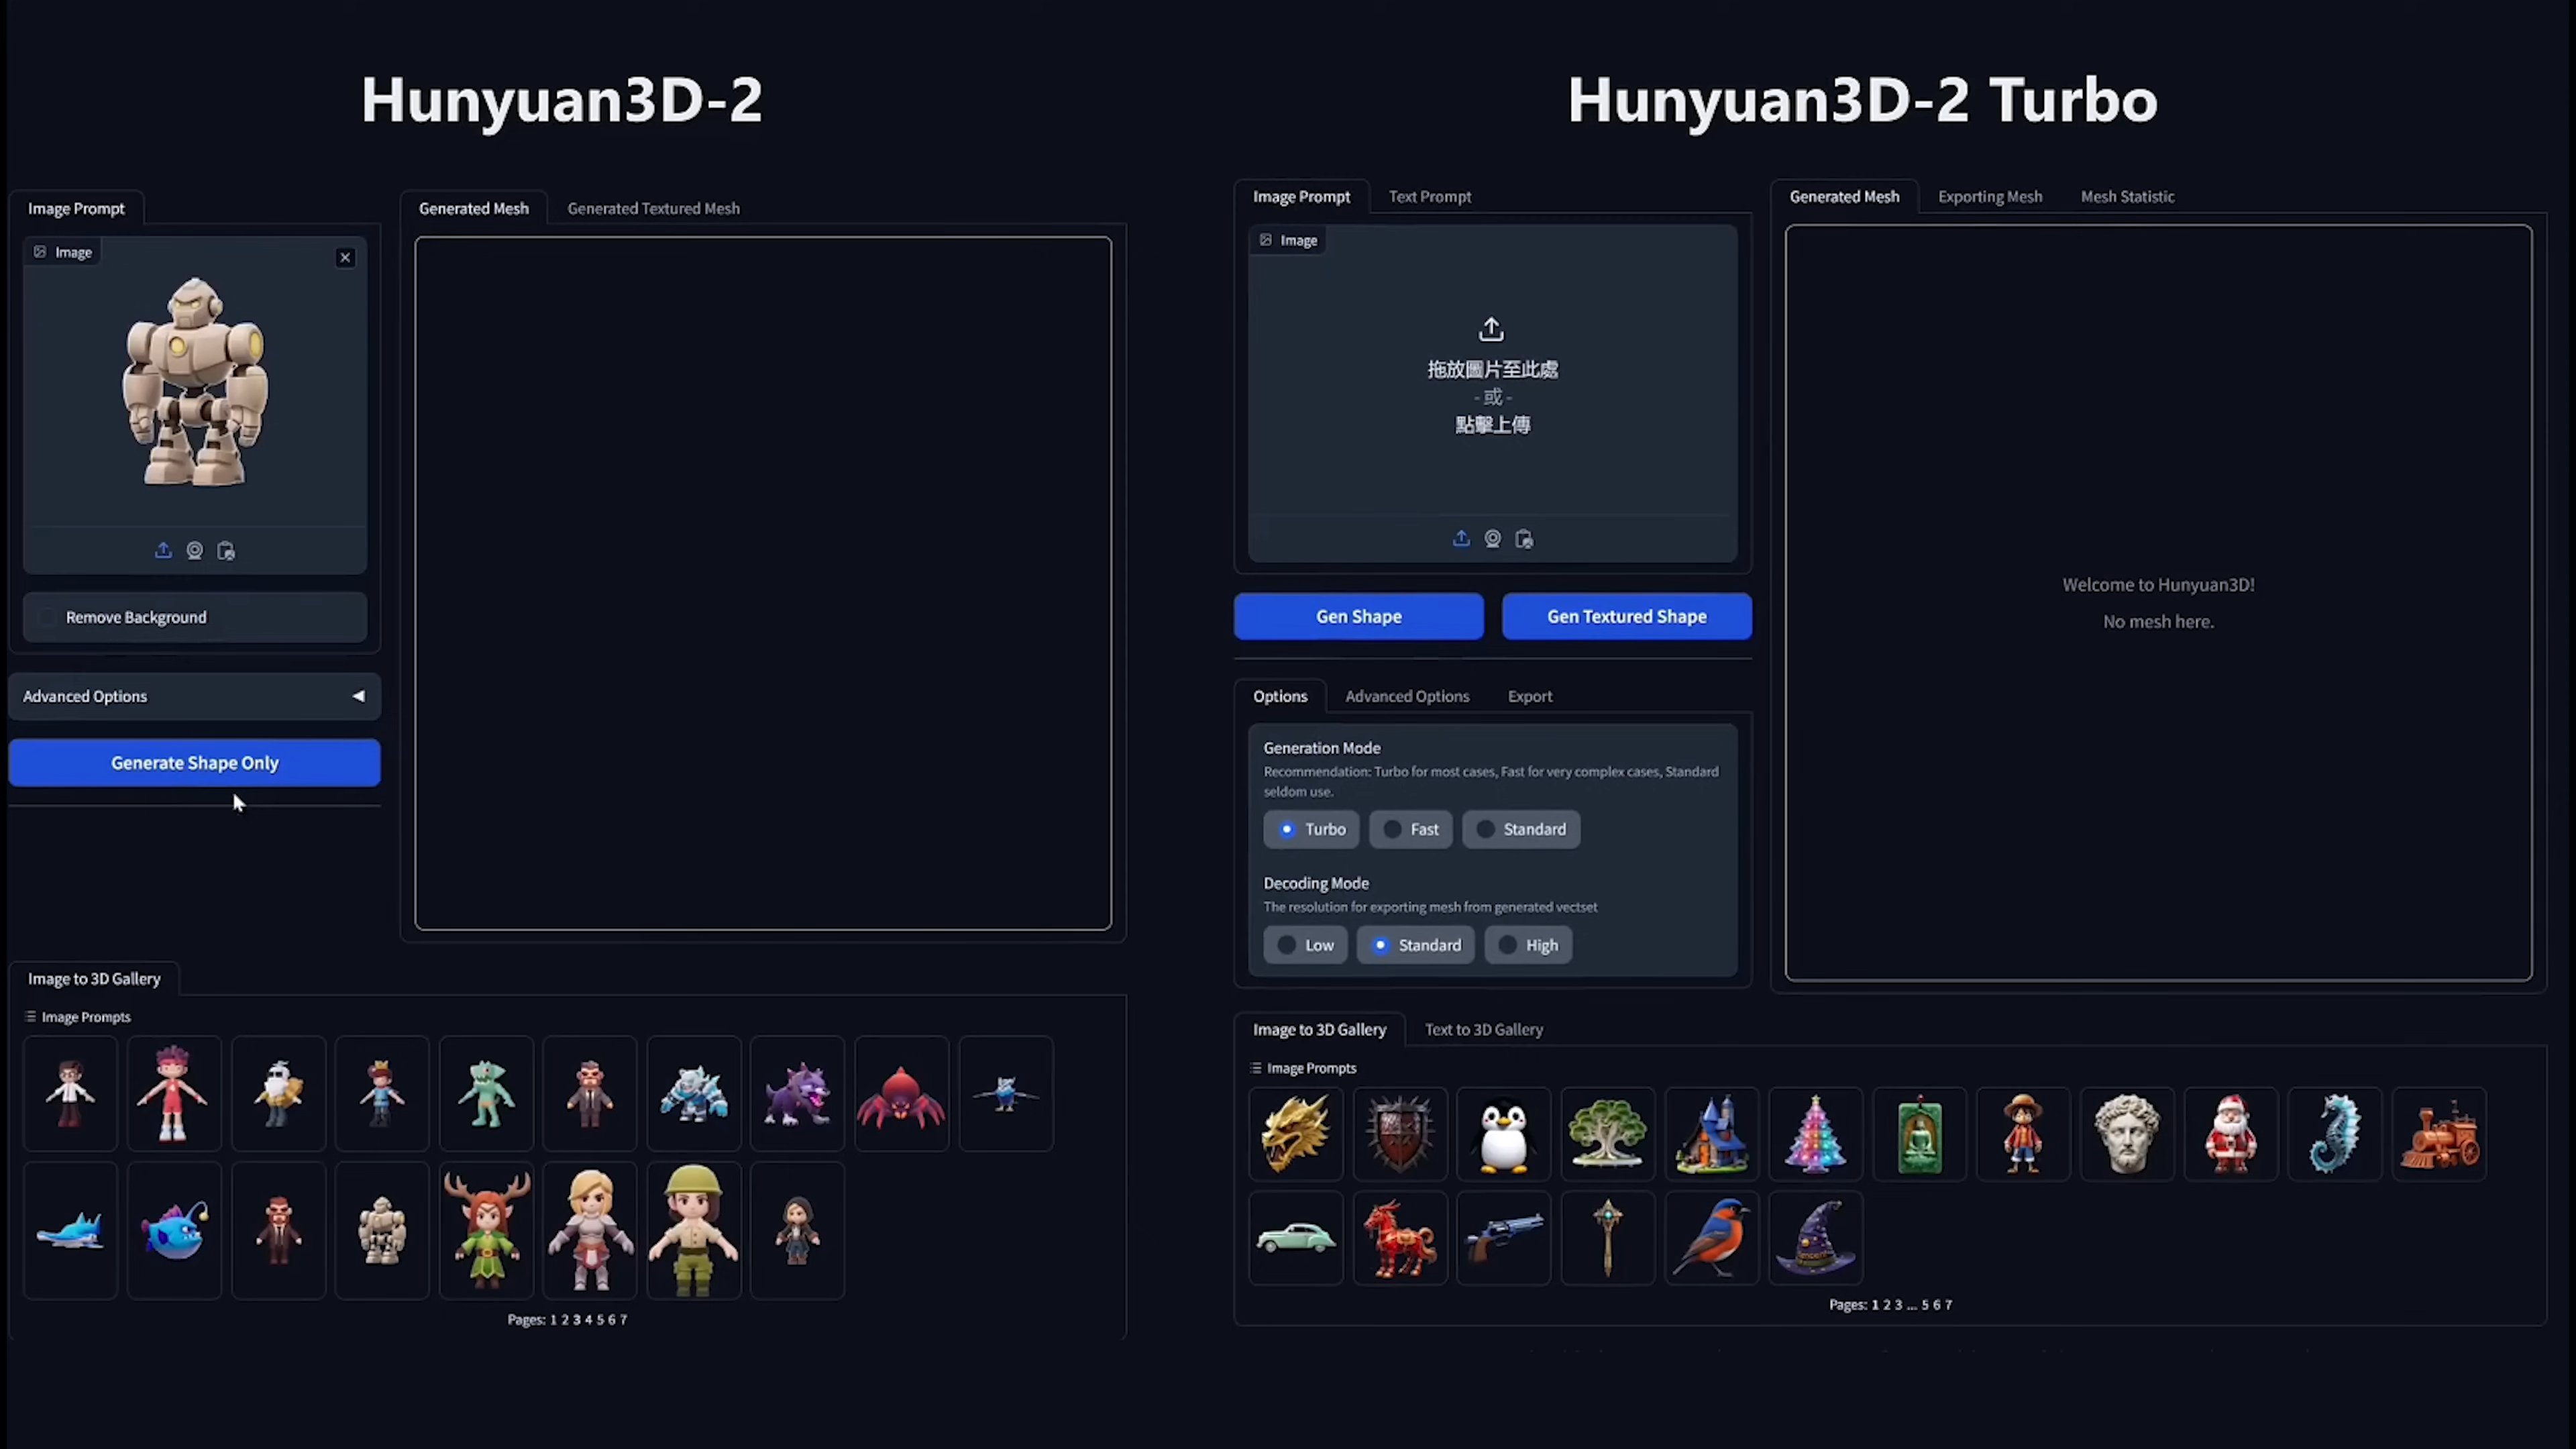 Hunyuan3D-2
Image Prompt
Generated Mesh
Generated Textured Mesh
Image
Remove Background
Advanced Options
Generate Shape Only
Image to 3D Gallery
Image Prompts
Pages: 1 2 3 4 5 6 7
Hunyuan3D-2 Turbo
Image Prompt
Text Prompt
Generated Mesh
Exporting Mesh
Mesh Statistic
Image
拖放圖片至此處
- 或 -
點擊上傳
Welcome to Hunyuan3D!
No mesh here.
Gen Shape
Gen Textured Shape
Options
Advanced Options
Export
Generation Mode
Recommendation: Turbo for most cases, Fast for very complex cases, Standard
seldom use.
Turbo
Fast
Standard
Decoding Mode
The resolution for exporting mesh from generated vectset
Low
Standard
High
Image to 3D Gallery
Text to 3D Gallery
Image Prompts
Pages: 1 2 3 ... 5 6 7